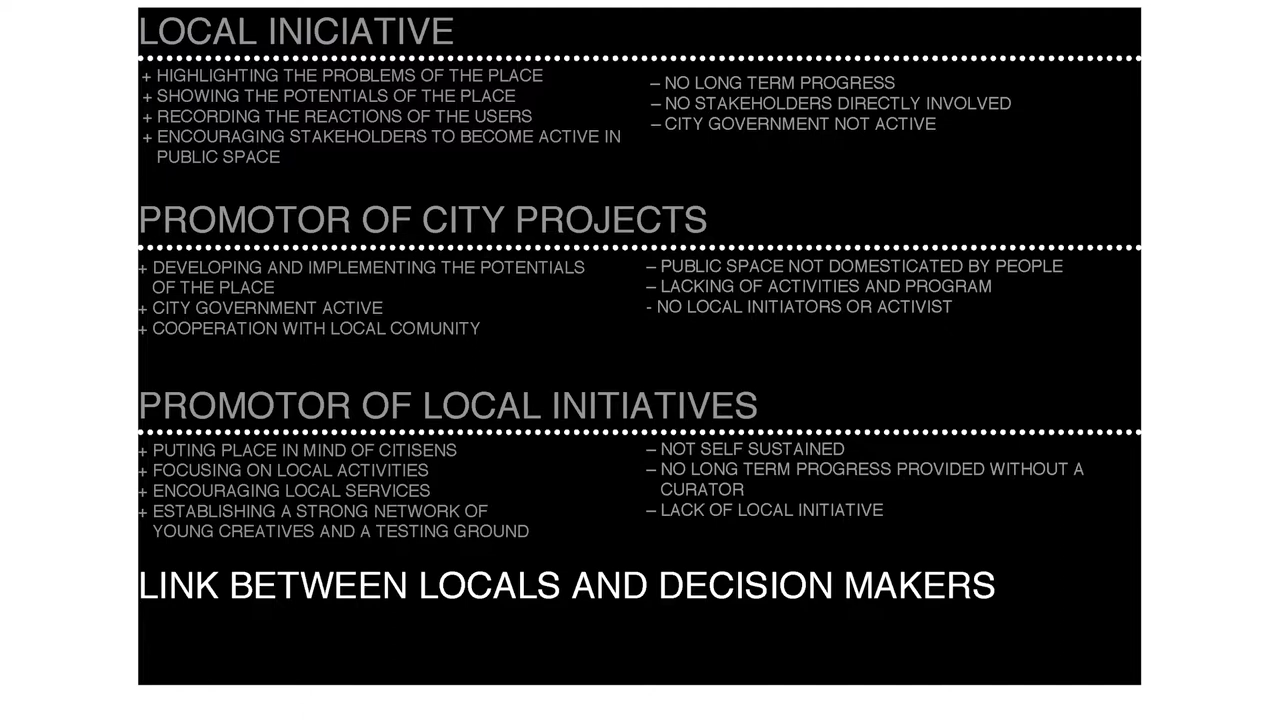 LOCAL INICIATIVE
+ HIGHLIGHTING THE PROBLEMS OF THE PLACE
+ SHOWING THE POTENTIALS OF THE PLACE
+ RECORDING THE REACTIONS OF THE USERS
+ ENCOURAGING STAKEHOLDERS TO BECOME ACTIVE IN
PUBLIC SPACE
– NO LONG TERM PROGRESS
– NO STAKEHOLDERS DIRECTLY INVOLVED
– CITY GOVERNMENT NOT ACTIVE
PROMOTOR OF CITY PROJECTS
+ DEVELOPING AND IMPLEMENTING THE POTENTIALS
OF THE PLACE
+ CITY GOVERNMENT ACTIVE
+ COOPERATION WITH LOCAL COMUNITY
– PUBLIC SPACE NOT DOMESTICATED BY PEOPLE
– LACKING OF ACTIVITIES AND PROGRAM
- NO LOCAL INITIATORS OR ACTIVIST
PROMOTOR OF LOCAL INITIATIVES
+ PUTING PLACE IN MIND OF CITISENS
+ FOCUSING ON LOCAL ACTIVITIES
+ ENCOURAGING LOCAL SERVICES
+ ESTABLISHING A STRONG NETWORK OF
YOUNG CREATIVES AND A TESTING GROUND
– NOT SELF SUSTAINED
– NO LONG TERM PROGRESS PROVIDED WITHOUT A
CURATOR
– LACK OF LOCAL INITIATIVE
LINK BETWEEN LOCALS AND DECISION MAKERS